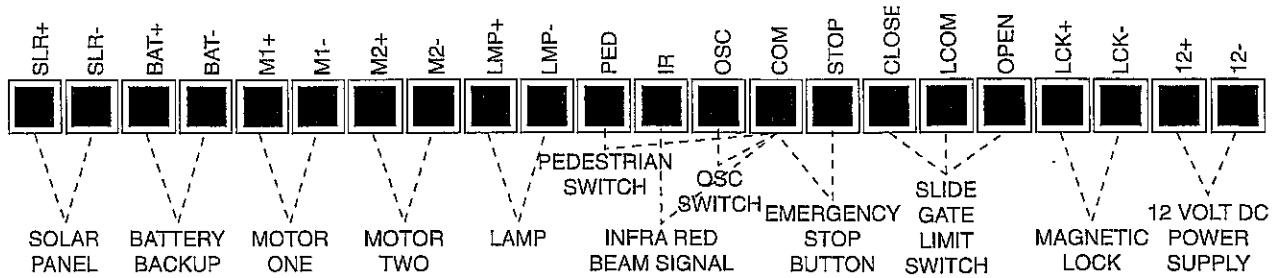 SLR+
SLR-
BAT+
BAT-
M1+
M1-
M2+
M2-
LMP+
LMP-
PED
IR
OSC
COM
STOP
CLOSE
LCOM
OPEN
LCK+
LCK-
12+
12-
PEDESTRIAN
SWITCH
OSC
SWITCH
SOLAR
PANEL
BATTERY
BACKUP
MOTOR
ONE
MOTOR
TWO
LAMP
INFRA RED
BEAM SIGNAL
EMERGENCY
STOP
BUTTON
SLIDE
GATE
LIMIT
SWITCH
MAGNETIC
LOCK
12 VOLT DC
POWER
SUPPLY